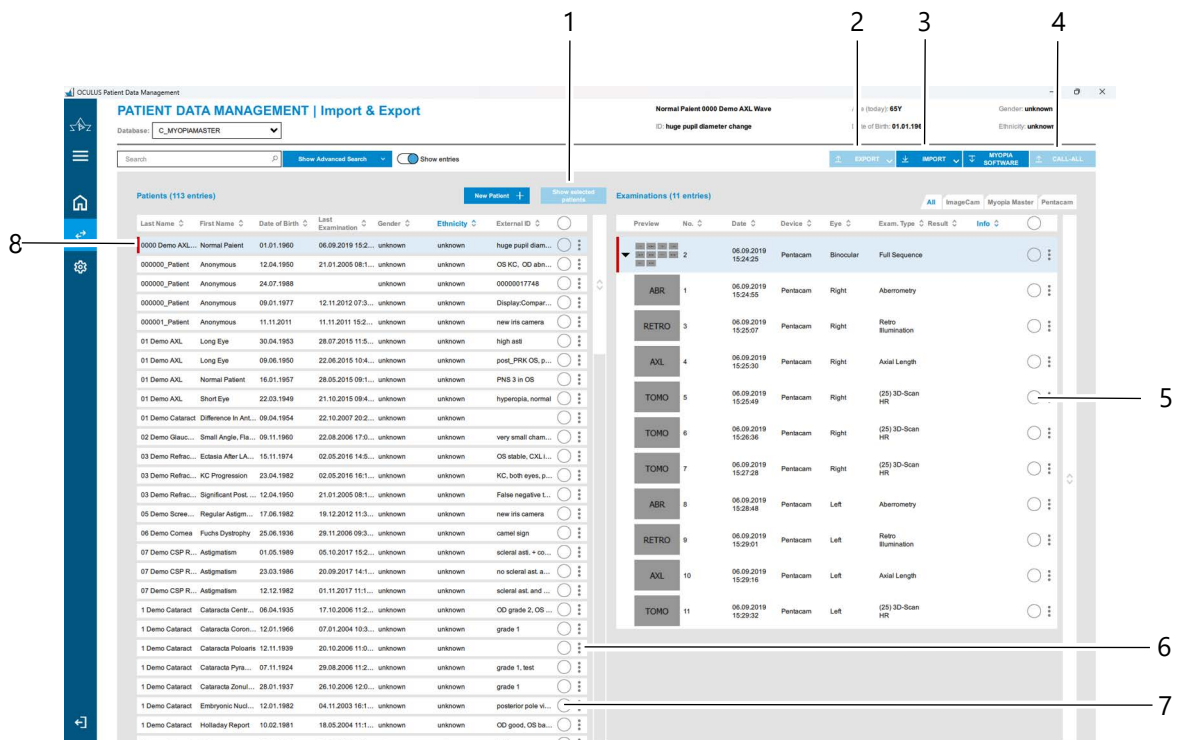 1 2 3 4
OCULUS Patient Data Management
PATIENT DATA MANAGEMENT | Import & Export
Normal Paient 0000 Demo AXL Wave (today): 65Y Gender: unknown
Database: C_MYOPIAMASTER ID: huge pupil diameter change of Birth: 01.01.196 Ethnicity: unknown
Search Show Advanced Search Show entries EXPORT IMPORT MYOPIA SOFTWARE CALL-ALL
Patients (113 entries) New Patient + Show selected patients Examinations (11 entries) All ImageCam Myopia Master Pentacam
Last Name First Name Date of Birth Last Examination Gender Ethnicity External ID
8
0000 Demo AXL... Normal Paient 01.01.1960 06.09.2019 15:2... unknown unknown huge pupil diam...
000000_Patient Anonymous 12.04.1950 21.01.2005 08:1... unknown unknown OS KC, OD abn...
000000_Patient Anonymous 24.07.1988 unknown unknown 00000017748
000000_Patient Anonymous 09.01.1977 12.11.2012 07:3... unknown unknown Display:Compar...
000001_Patient Anonymous 11.11.2011 11.11.2011 15:2... unknown unknown new iris camera
01 Demo AXL Long Eye 30.04.1953 28.07.2015 11:5... unknown unknown high asti
01 Demo AXL Long Eye 09.06.1950 22.06.2015 10:4... unknown unknown post_PRK OS, p...
01 Demo AXL Normal Patient 16.01.1957 28.05.2015 09:1... unknown unknown PNS 3 in OS
01 Demo AXL Short Eye 22.03.1949 21.10.2015 09:4... unknown unknown hyperopia, normal
01 Demo Cataract Difference In Ant... 09.04.1954 22.10.2007 20:2... unknown unknown
02 Demo Glauc... Small Angle, Fla... 09.11.1960 22.08.2006 17:0... unknown unknown very small cham...
03 Demo Refrac... Ectasia After LA... 15.11.1974 02.05.2016 14:5... unknown unknown OS stable, CXL i...
03 Demo Refrac... KC Progression 23.04.1982 02.05.2016 16:1... unknown unknown KC, both eyes, p...
03 Demo Refrac... Significant Post. ... 12.04.1950 21.01.2005 08:1... unknown unknown False negative t...
05 Demo Scree... Regular Astigm... 17.06.1982 19.12.2012 11:3... unknown unknown new iris camera
06 Demo Cornea Fuchs Dystrophy 25.06.1936 29.11.2006 09:3... unknown unknown camel sign
07 Demo CSP R... Astigmatism 01.05.1989 05.10.2017 15:2... unknown unknown scleral asti. + co...
07 Demo CSP R... Astigmatism 23.03.1986 20.09.2017 14:1... unknown unknown no scleral ast. a...
07 Demo CSP R... Astigmatism 12.12.1982 01.11.2017 11:1... unknown unknown scleral ast. and ...
1 Demo Cataract Cataracta Centr... 06.04.1935 17.10.2006 11:2... unknown unknown OD grade 2, OS ...
1 Demo Cataract Cataracta Coron... 12.01.1966 07.01.2004 10:3... unknown unknown grade 1
1 Demo Cataract Cataracta Poloaris 12.11.1939 20.10.2006 11:0... unknown unknown
1 Demo Cataract Cataracta Pyra... 07.11.1924 29.08.2006 11:2... unknown unknown grade 1, test
1 Demo Cataract Cataracta Zonul... 28.01.1937 26.10.2006 12:0... unknown unknown grade 1
1 Demo Cataract Embryonic Nucl... 12.01.1982 04.11.2003 16:1... unknown unknown posterior pole vi...
1 Demo Cataract Holladay Report 10.02.1981 18.05.2004 11:1... unknown unknown OD good, OS ba...
Preview No. Date Device Eye Exam. Type Result Info
2 06.09.2019 15:24:25 Pentacam Binocular Full Sequence
ABR 1 06.09.2019 15:24:55 Pentacam Right Aberrometry
RETRO 3 06.09.2019 15:25:07 Pentacam Right Retro Illumination
AXL 4 06.09.2019 15:25:30 Pentacam Right Axial Length
TOMO 5 06.09.2019 15:25:49 Pentacam Right (25) 3D-Scan HR
5
TOMO 6 06.09.2019 15:26:36 Pentacam Right (25) 3D-Scan HR
TOMO 7 06.09.2019 15:27:28 Pentacam Right (25) 3D-Scan HR
ABR 8 06.09.2019 15:28:48 Pentacam Left Aberrometry
RETRO 9 06.09.2019 15:29:01 Pentacam Left Retro Illumination
AXL 10 06.09.2019 15:29:16 Pentacam Left Axial Length
TOMO 11 06.09.2019 15:29:32 Pentacam Left (25) 3D-Scan HR
6
7